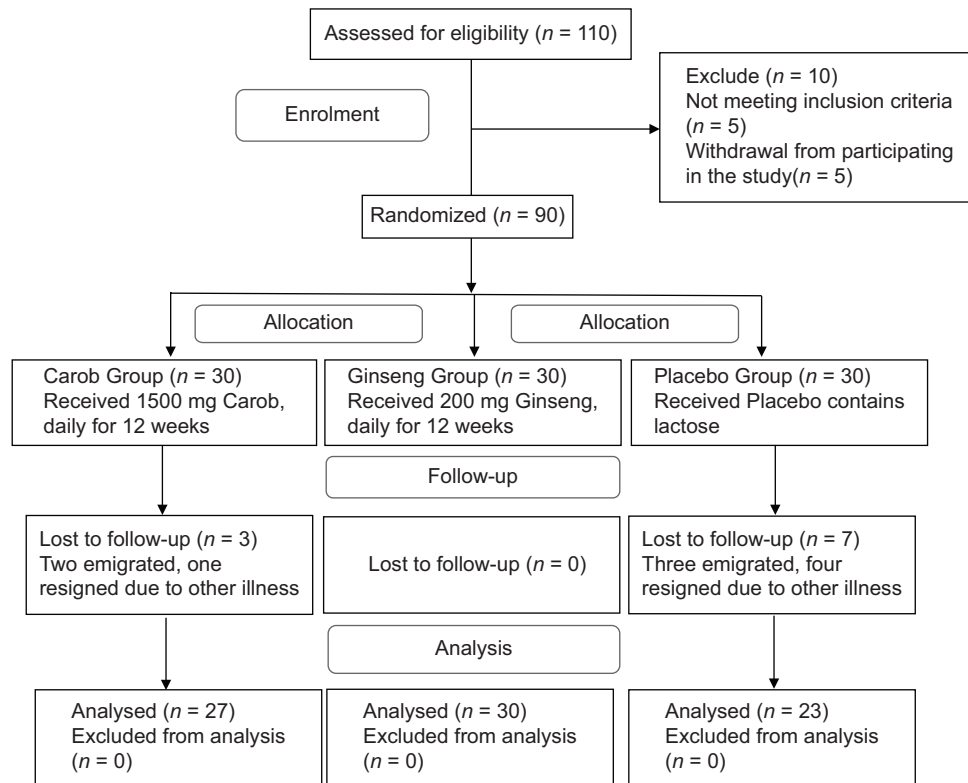 Assessed for eligibility (n = 110)
Exclude (n = 10)
Not meeting inclusion criteria
(n = 5)
Withdrawal from participating
in the study(n = 5)
Enrolment
Randomized (n = 90)
Allocation
Allocation
Carob Group (n = 30)
Received 1500 mg Carob,
daily for 12 weeks
Ginseng Group (n = 30)
Received 200 mg Ginseng,
daily for 12 weeks
Placebo Group (n = 30)
Received Placebo contains
lactose
Follow-up
Lost to follow-up (n = 3)
Two emigrated, one
resigned due to other illness
Lost to follow-up (n = 0)
Lost to follow-up (n = 7)
Three emigrated, four
resigned due to other illness
Analysis
Analysed (n = 27)
Excluded from analysis
(n = 0)
Analysed (n = 30)
Excluded from analysis
(n = 0)
Analysed (n = 23)
Excluded from analysis
(n = 0)